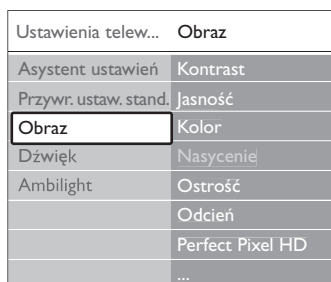 Ustawienia telew... Obraz
Asystent ustawień Kontrast
Przywr. ustaw. stand. Jasność
Obraz Kolor
Dźwięk Nasycenie
Ambilight Ostrość
Odcień
Perfect Pixel HD
...